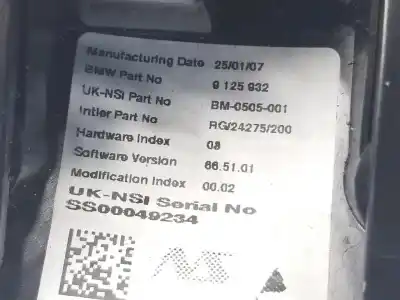 Manufacturing Date 25/01/07
BMW Part No 9 125 932
UK-NSI Part No BM-0505-001
Intier Part No RG/24275/200
Hardware Index 08
Software Version 66.51.01
Modification Index 00.02
UK-NSI Serial No
SS00049234